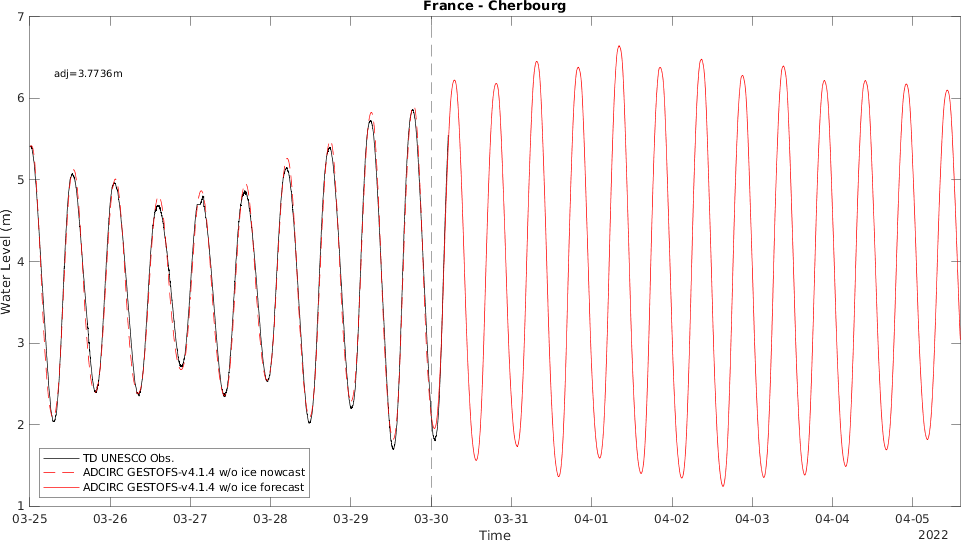 France - Cherbourg
7
adj=3.7736m
6
5
4
3
2
1
Water Level (m)
TD UNESCO Obs.
ADCIRC GESTOFS-v4.1.4 w/o ice nowcast
ADCIRC GESTOFS-v4.1.4 w/o ice forecast
03-25 03-26 03-27 03-28 03-29 03-30 03-31 04-01 04-02 04-03 04-04 04-05
Time
2022